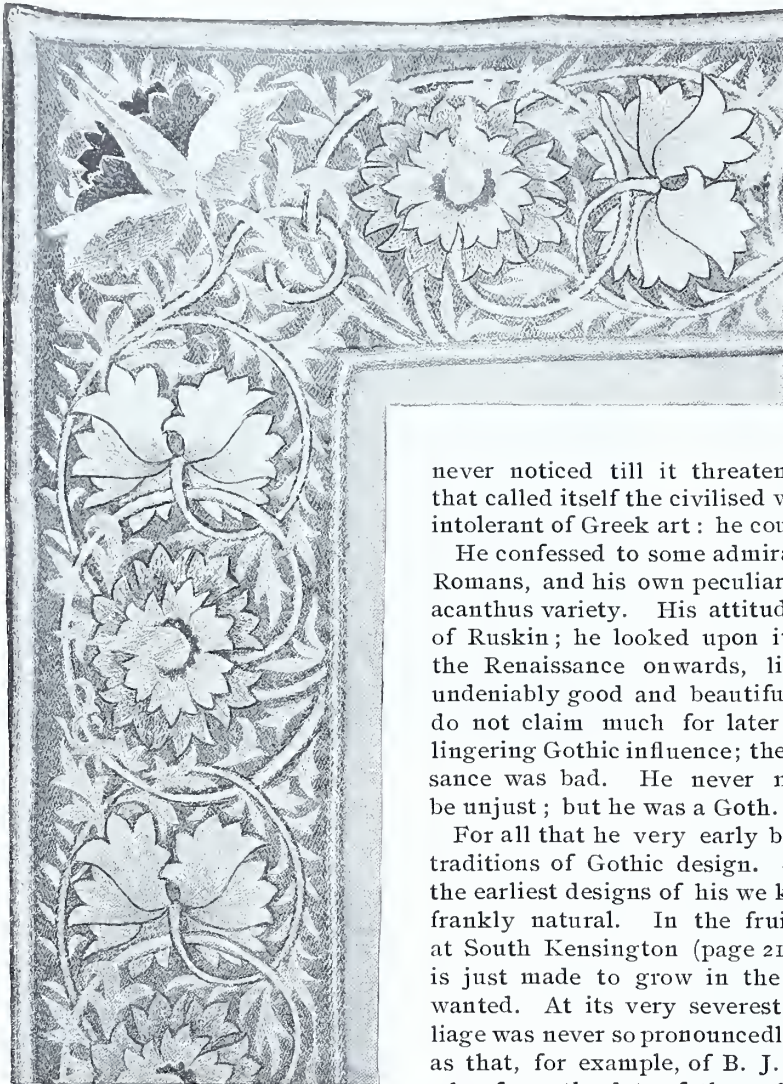 never noticed till it threaten
that called itself the civilised
intolerant of Greek art : he cou
He confessed to some admira
Romans, and his own peculiar
acanthus variety. His attitud
of Ruskin ; he looked upon i
the Renaissance onwards, li
undeniably good and beautifu
do not claim much for later
lingering Gothic influence ; the
sance was bad. He never
be unjust ; but he was a Goth.
For all that he very early b
traditions of Gothic design.
the earliest designs of his we k
frankly natural. In the frui
at South Kensington (page 21
is just made to grow in the
wanted. At its very severest
liage was never so pronouncedl
as that, for example, of B. J.